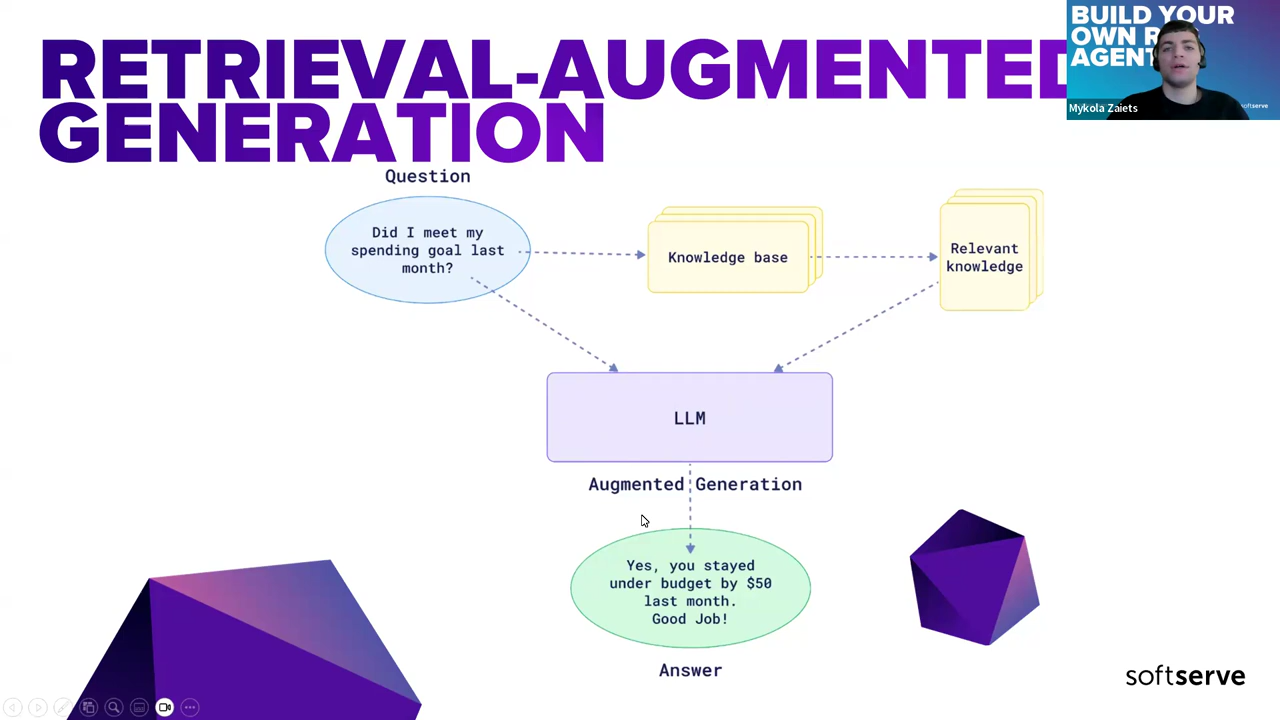 RETRIEVAL-AUGMENTED
GENERATION
BUILD YOUR
OWN R
AGENT
Mykola Zaiets
softserve
Question
Did I meet my
spending goal last
month?
Knowledge base
Relevant
knowledge
LLM
Augmented Generation
Yes, you stayed
under budget by $50
last month.
Good Job!
Answer
softserve